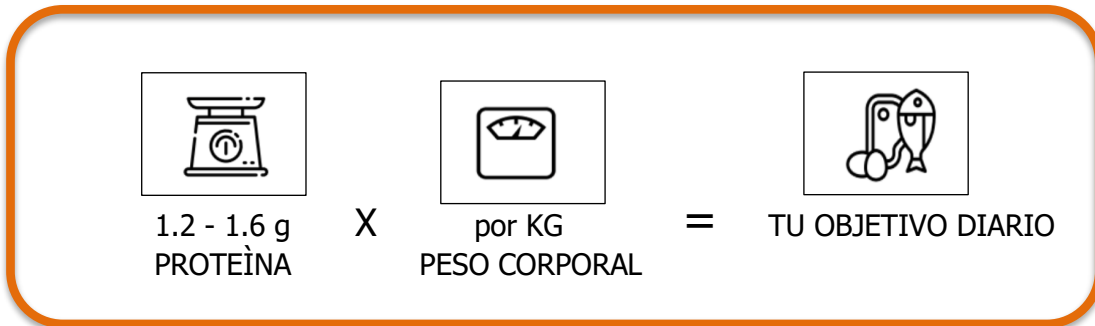 1.2 - 1.6 g X por KG = TU OBJETIVO DIARIO
PROTEÌNA PESO CORPORAL